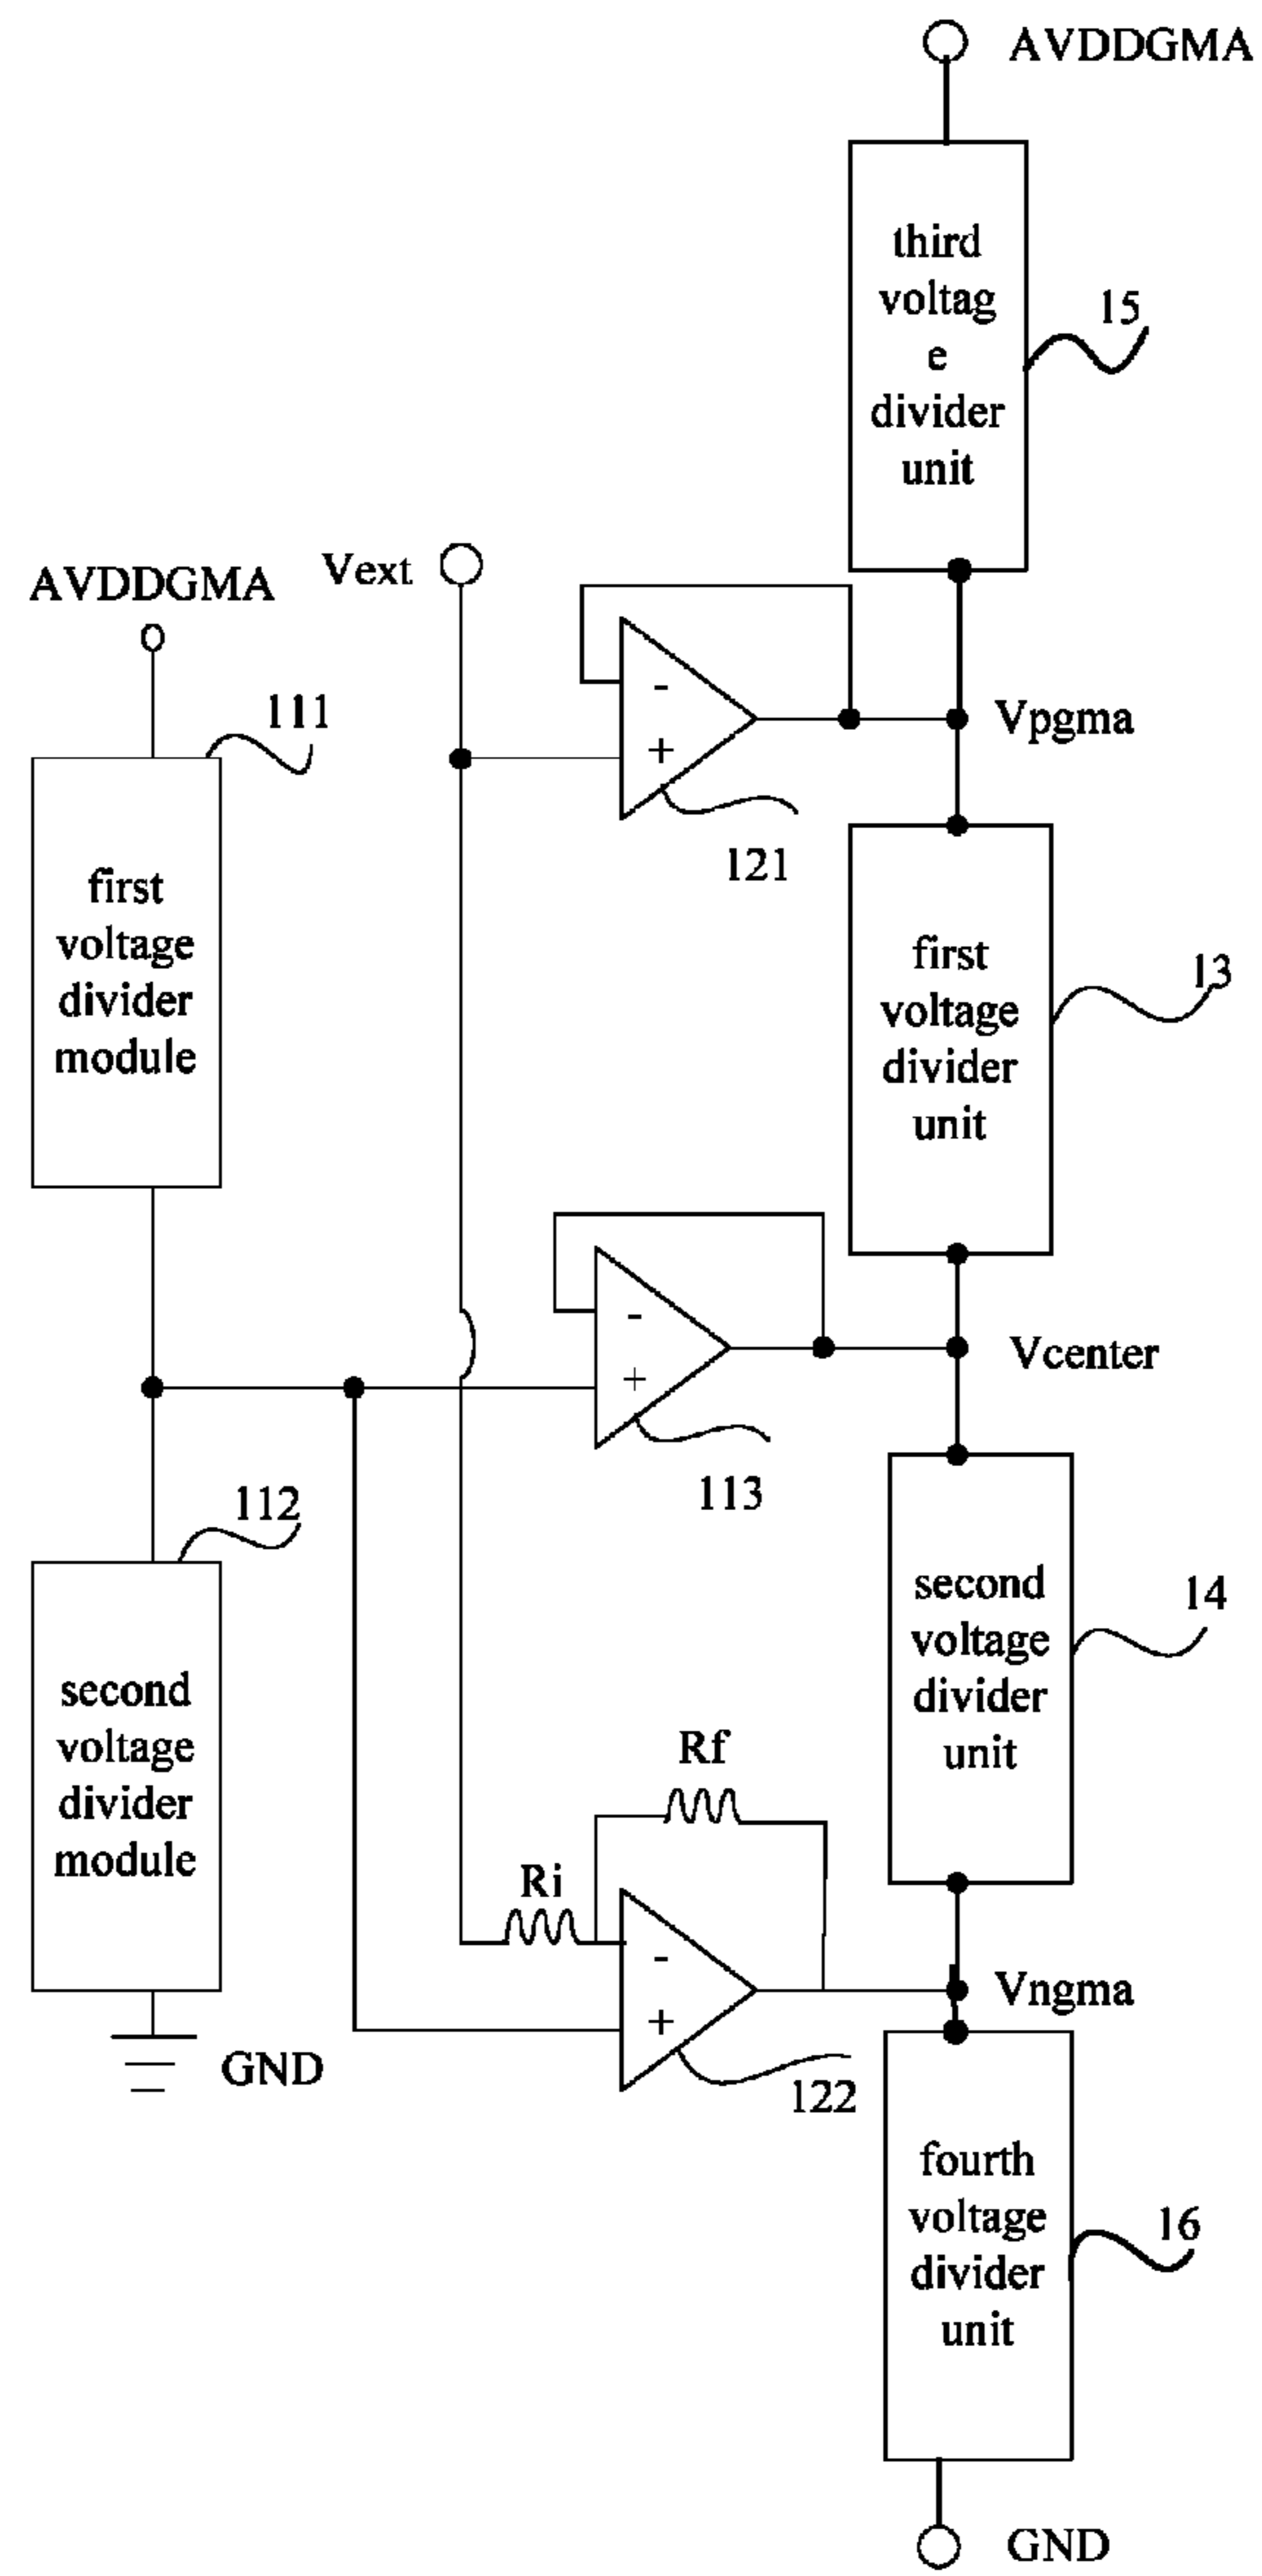 AVDDGMA
third
voltag
e
divider
unit
15
Vext
AVDDGMA
111
first
voltage
divider
module
-
+
121
Vpgma
first
voltage
divider
unit
13
-
+
113
Vcenter
112
second
voltage
divider
module
GND
second
voltage
divider
unit
14
Rf
Ri
-
+
122
Vngma
fourth
voltage
divider
unit
16
GND